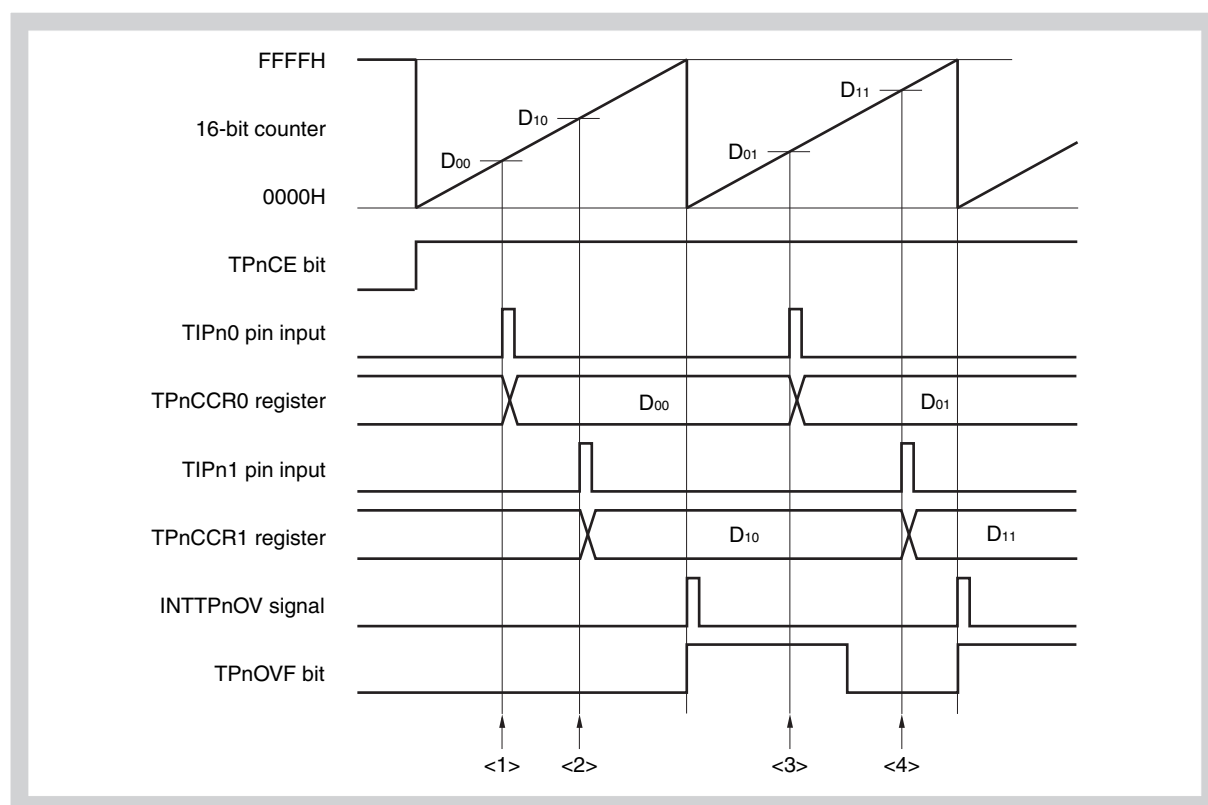 FFFFH
D11
D10
16-bit counter
D01
D00
0000H
TPnCE bit
TIPn0 pin input
TPnCCR0 register
D00
D01
TIPn1 pin input
TPnCCR1 register
D10
D11
INTTPnOV signal
TPnOVF bit
<1>
<2>
<3>
<4>